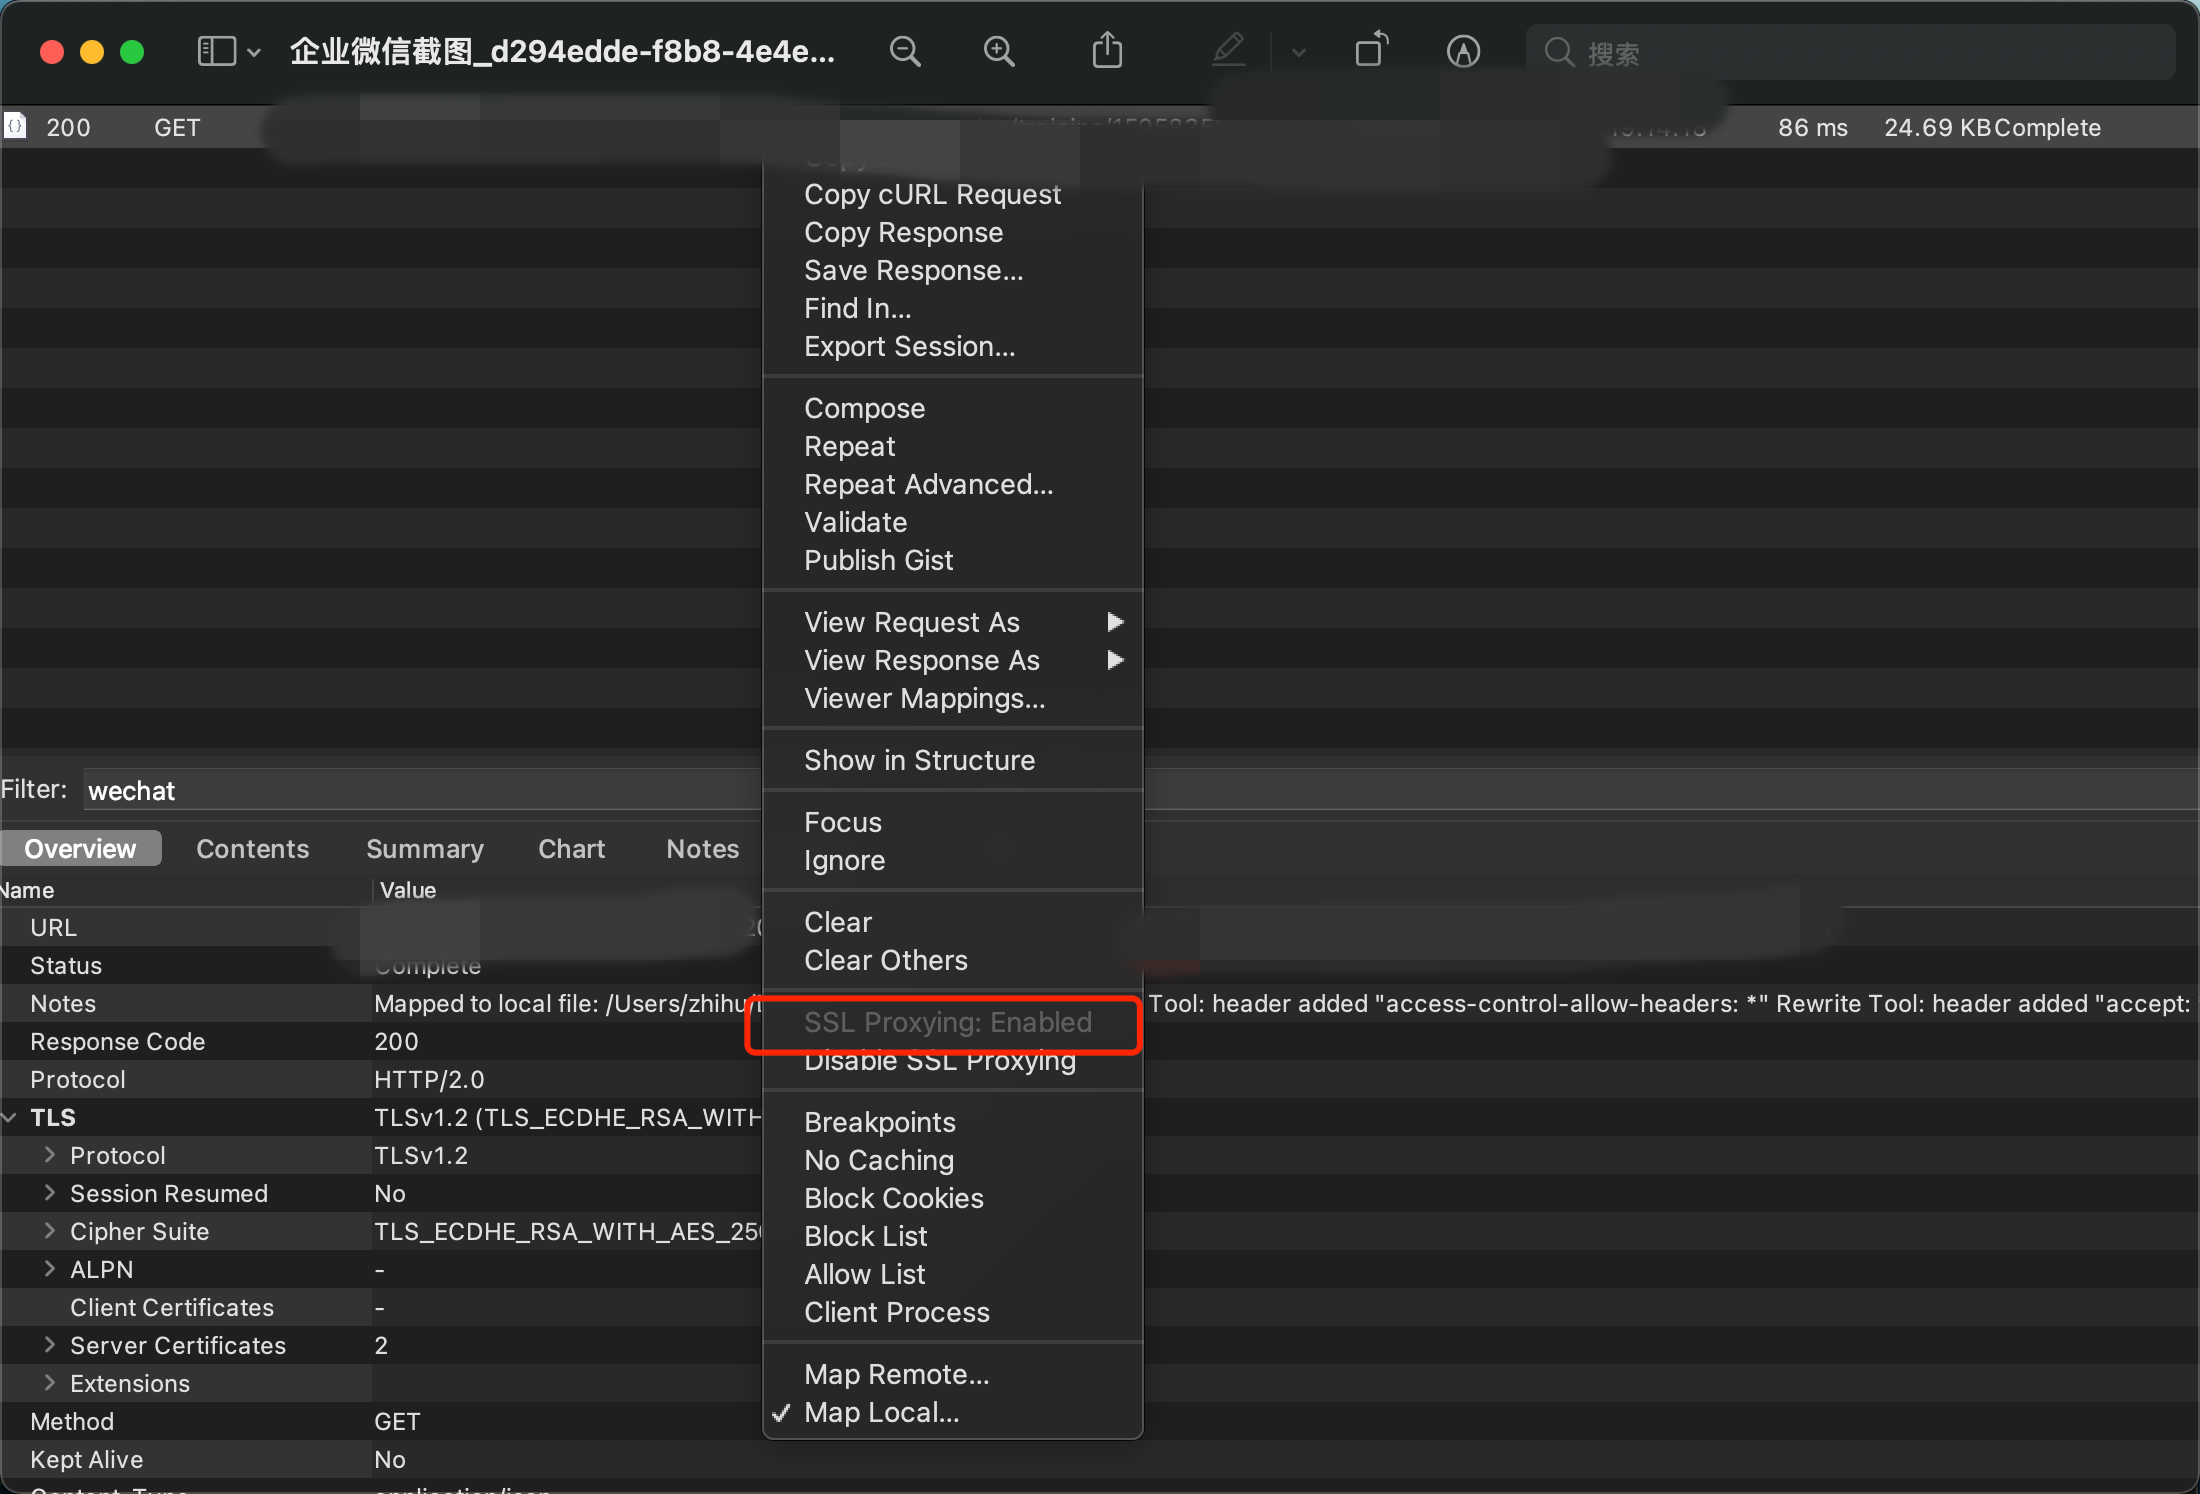 企业微信截图_d294edde-f8b8-4e4e...
搜索
200 GET 86 ms 24.69 KB Complete
Copy cURL Request
Copy Response
Save Response...
Find In...
Export Session...
Compose
Repeat
Repeat Advanced...
Validate
Publish Gist
View Request As
View Response As
Viewer Mappings...
Show in Structure
Focus
Ignore
Clear
Clear Others
SSL Proxying: Enabled
Disable SSL Proxying
Breakpoints
No Caching
Block Cookies
Block List
Allow List
Client Process
Map Remote...
✓ Map Local...
Filter: wechat
Overview Contents Summary Chart Notes
Name Value
URL
Status Complete
Notes Mapped to local file: /Users/zhihu/ Tool: header added "access-control-allow-headers: *" Rewrite Tool: header added "accept:
Response Code 200
Protocol HTTP/2.0
TLS TLSv1.2 (TLS_ECDHE_RSA_WITH
Protocol TLSv1.2
Session Resumed No
Cipher Suite TLS_ECDHE_RSA_WITH_AES_256
ALPN -
Client Certificates -
Server Certificates 2
Extensions
Method GET
Kept Alive No